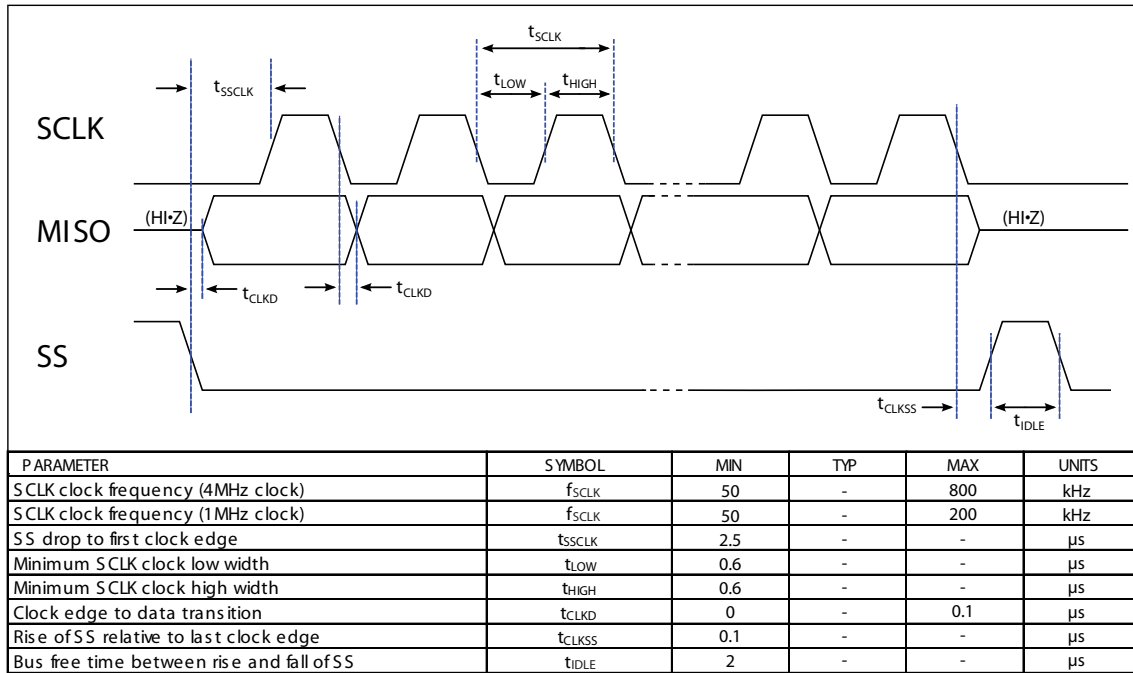 tSCLK
tSSCLK
tLOW
tHIGH
SCLK
(HI•Z)
(HI•Z)
MISO
tCLKD
tCLKD
SS
tCLKSS
tIDLE
PARAMETER SYMBOL MIN TYP MAX UNITS
SCLK clock frequency (4MHz clock) fSCLK 50 - 800 kHz
SCLK clock frequency (1MHz clock) fSCLK 50 - 200 kHz
SS drop to first clock edge tSSCLK 2.5 - - µs
Minimum SCLK clock low width tLOW 0.6 - - µs
Minimum SCLK clock high width tHIGH 0.6 - - µs
Clock edge to data transition tCLKD 0 - 0.1 µs
Rise of SS relative to last clock edge tCLKSS 0.1 - - µs
Bus free time between rise and fall of SS tIDLE 2 - - µs